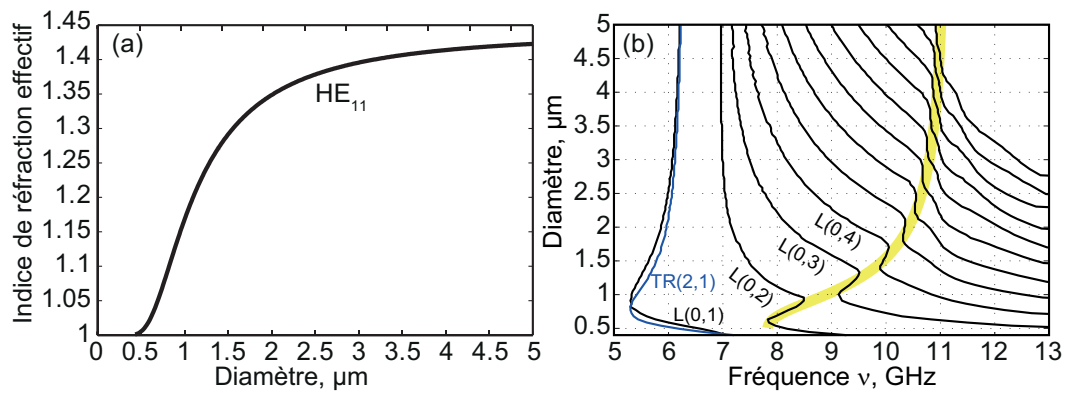 (a)
Indice de réfraction effectif
1.45
1.4
1.35
1.3
1.25
1.2
1.15
1.1
1.05
1
HE11
0 0.5 1 1.5 2 2.5 3 3.5 4 4.5 5
Diamètre, µm
(b)
Diamètre, µm
5
4.5
4
3.5
3
2.5
2
1.5
1
0.5
L(0,4)
L(0,3)
L(0,2)
TR(2,1)
L(0,1)
5 6 7 8 9 10 11 12 13
Fréquence ν, GHz